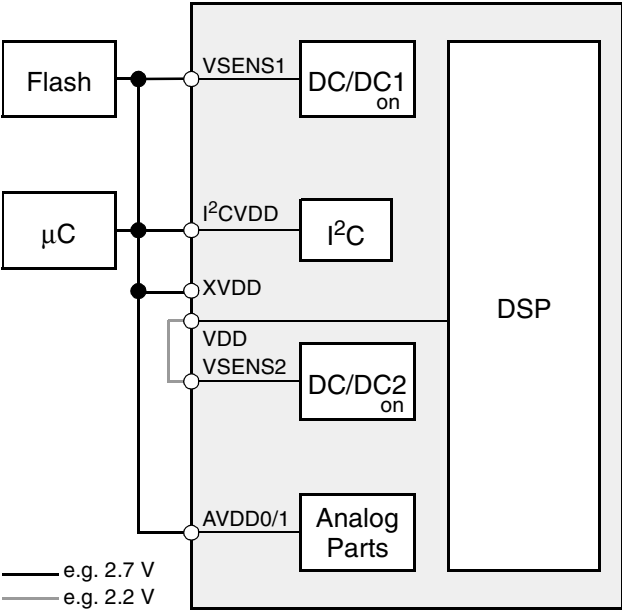 Flash
VSENS1
DC/DC1
on
μC
I²CVDD
I²C
XVDD
DSP
VDD
VSENS2
DC/DC2
on
AVDD0/1
Analog
Parts
e.g. 2.7 V
e.g. 2.2 V